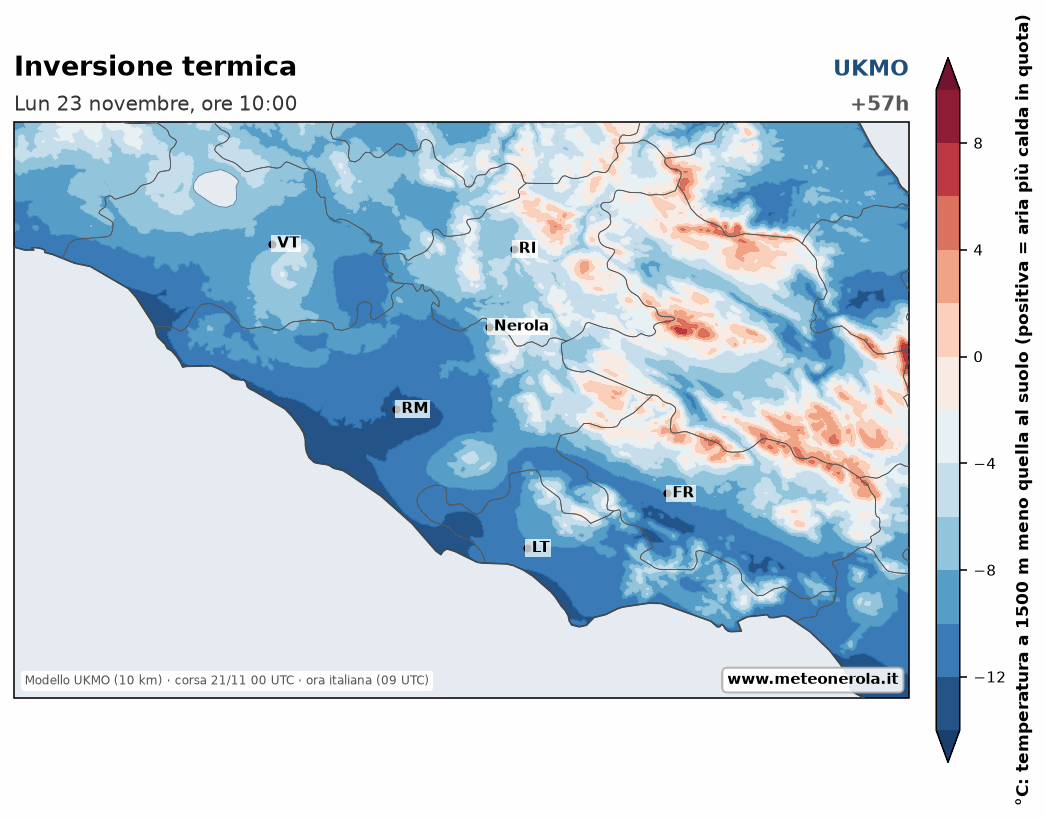 Inversione termica
UKMO
Lun 23 novembre, ore 10:00
+57h
VT
RI
Nerola
RM
FR
LT
Modello UKMO (10 km) · corsa 21/11 00 UTC · ora italiana (09 UTC)
www.meteonerola.it
8
4
0
−4
−8
−12
°C: temperatura a 1500 m meno quella al suolo (positiva = aria più calda in quota)